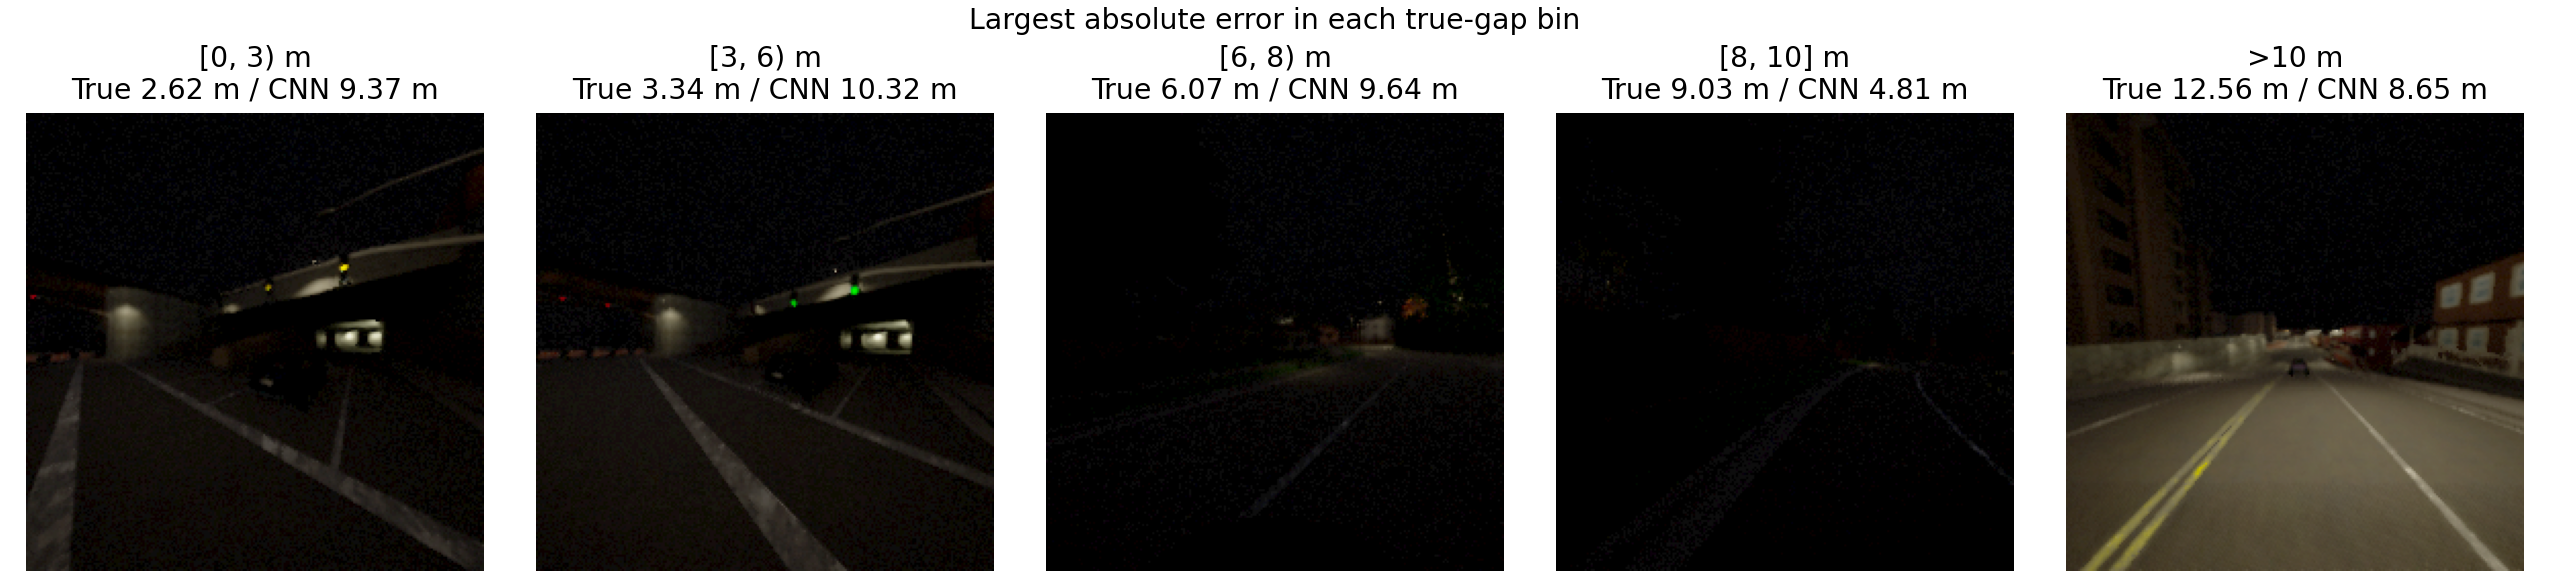 Largest absolute error in each true-gap bin
[0, 3) m
True 2.62 m / CNN 9.37 m
[3, 6) m
True 3.34 m / CNN 10.32 m
[6, 8) m
True 6.07 m / CNN 9.64 m
[8, 10] m
True 9.03 m / CNN 4.81 m
>10 m
True 12.56 m / CNN 8.65 m